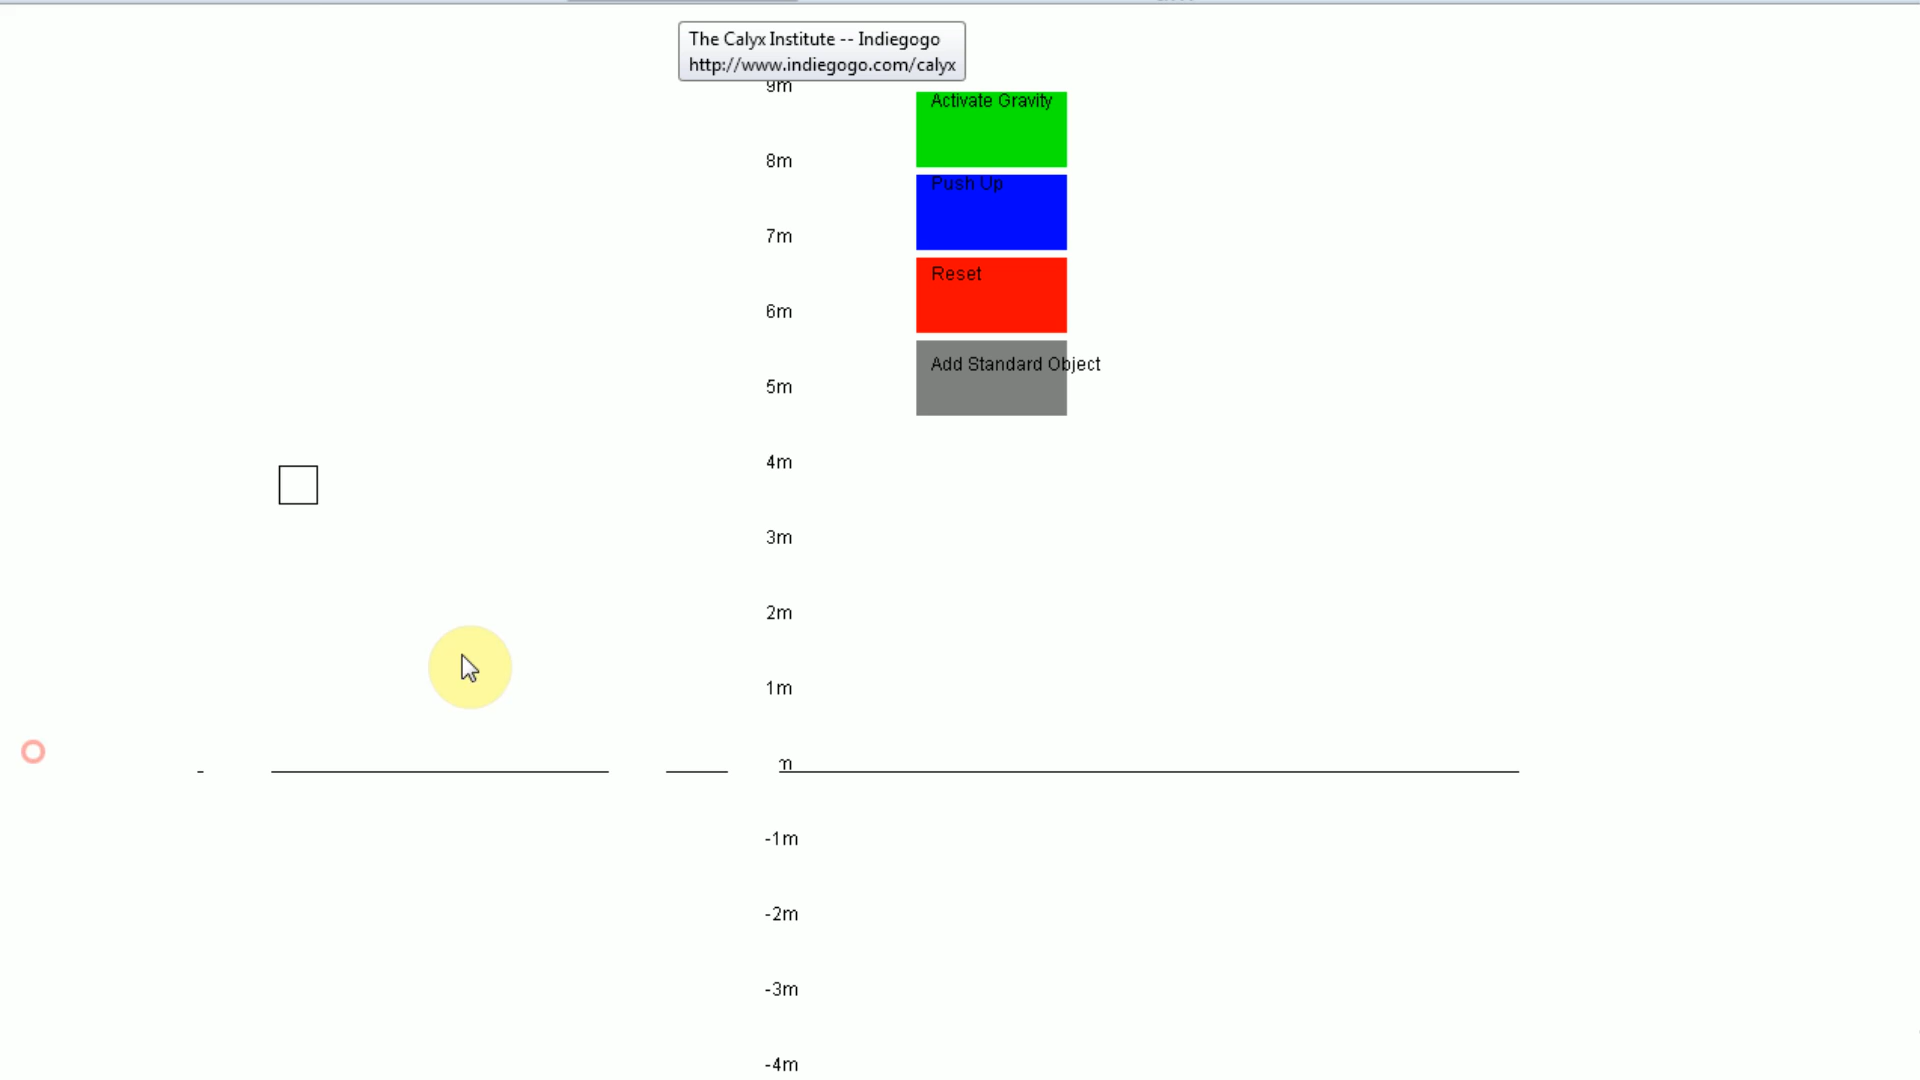 The Calyx Institute -- Indiegogo
http://www.indiegogo.com/calyx
9m
Activate Gravity
8m
Push Up
7m
Reset
6m
Add Standard Object
5m
4m
3m
2m
1m
m
-1m
-2m
-3m
-4m